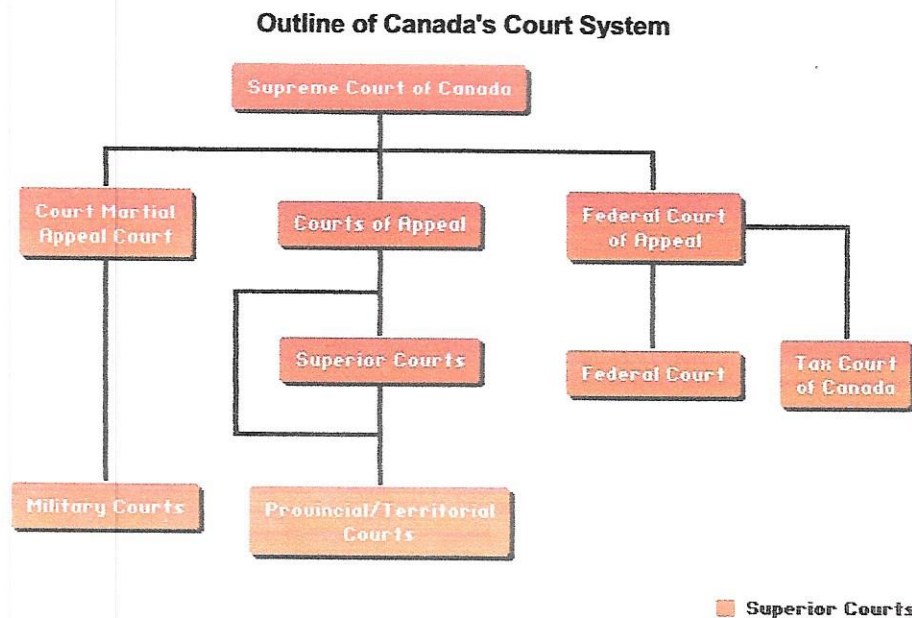 Outline of Canada's Court System
Supreme Court of Canada
Court Martial
Appeal Court
Courts of Appeal
Federal Court
of Appeal
Superior Courts
Federal Court
Tax Court
of Canada
Military Courts
Provincial/Territorial
Courts
Superior Courts